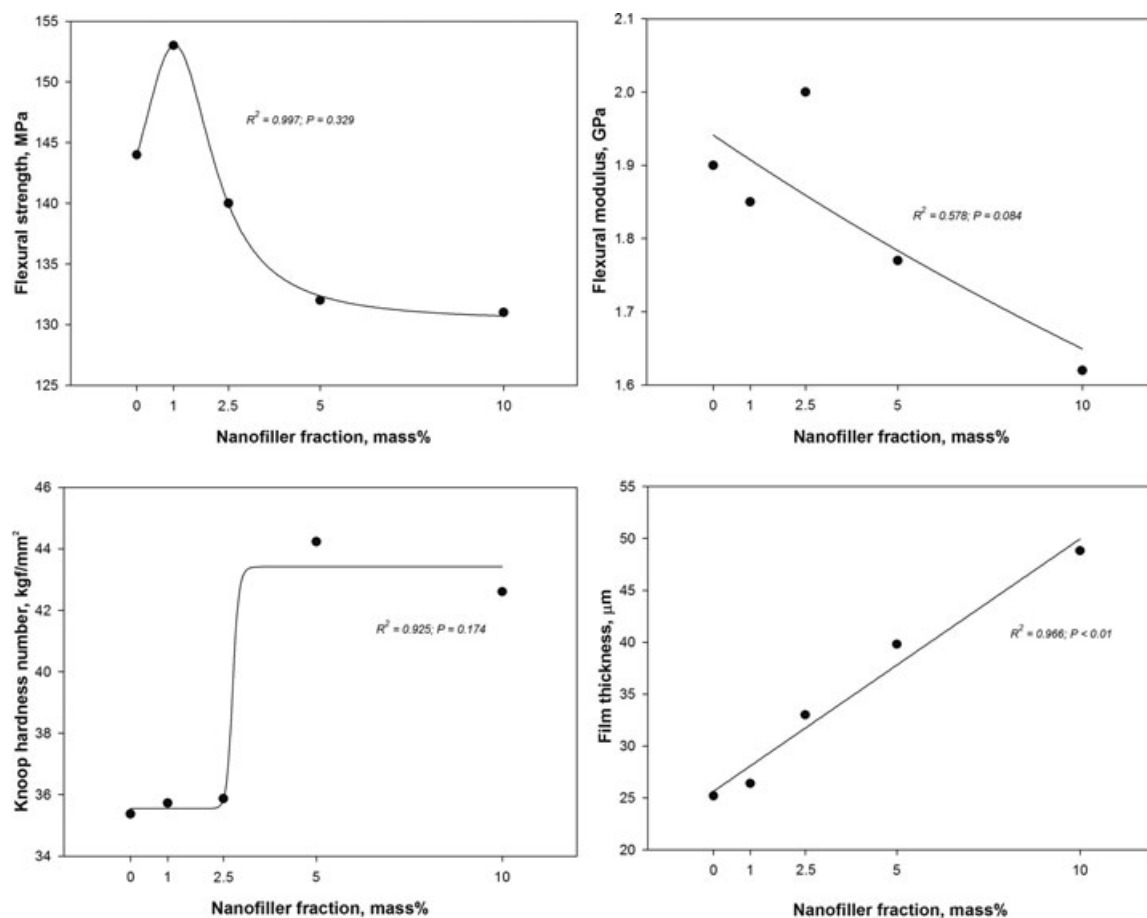 Flexural strength, MPa
155
150
145
140
135
130
125
R² = 0.997; P = 0.329
0 1 2.5 5 10
Nanofiller fraction, mass%
Flexural modulus, GPa
2.1
2.0
1.9
1.8
1.7
1.6
R² = 0.578; P = 0.084
0 1 2.5 5 10
Nanofiller fraction, mass%
Knoop hardness number, kgf/mm²
46
44
42
40
38
36
34
R² = 0.925; P = 0.174
0 1 2.5 5 10
Nanofiller fraction, mass%
Film thickness, μm
55
50
45
40
35
30
25
20
R² = 0.966; P < 0.01
0 1 2.5 5 10
Nanofiller fraction, mass%